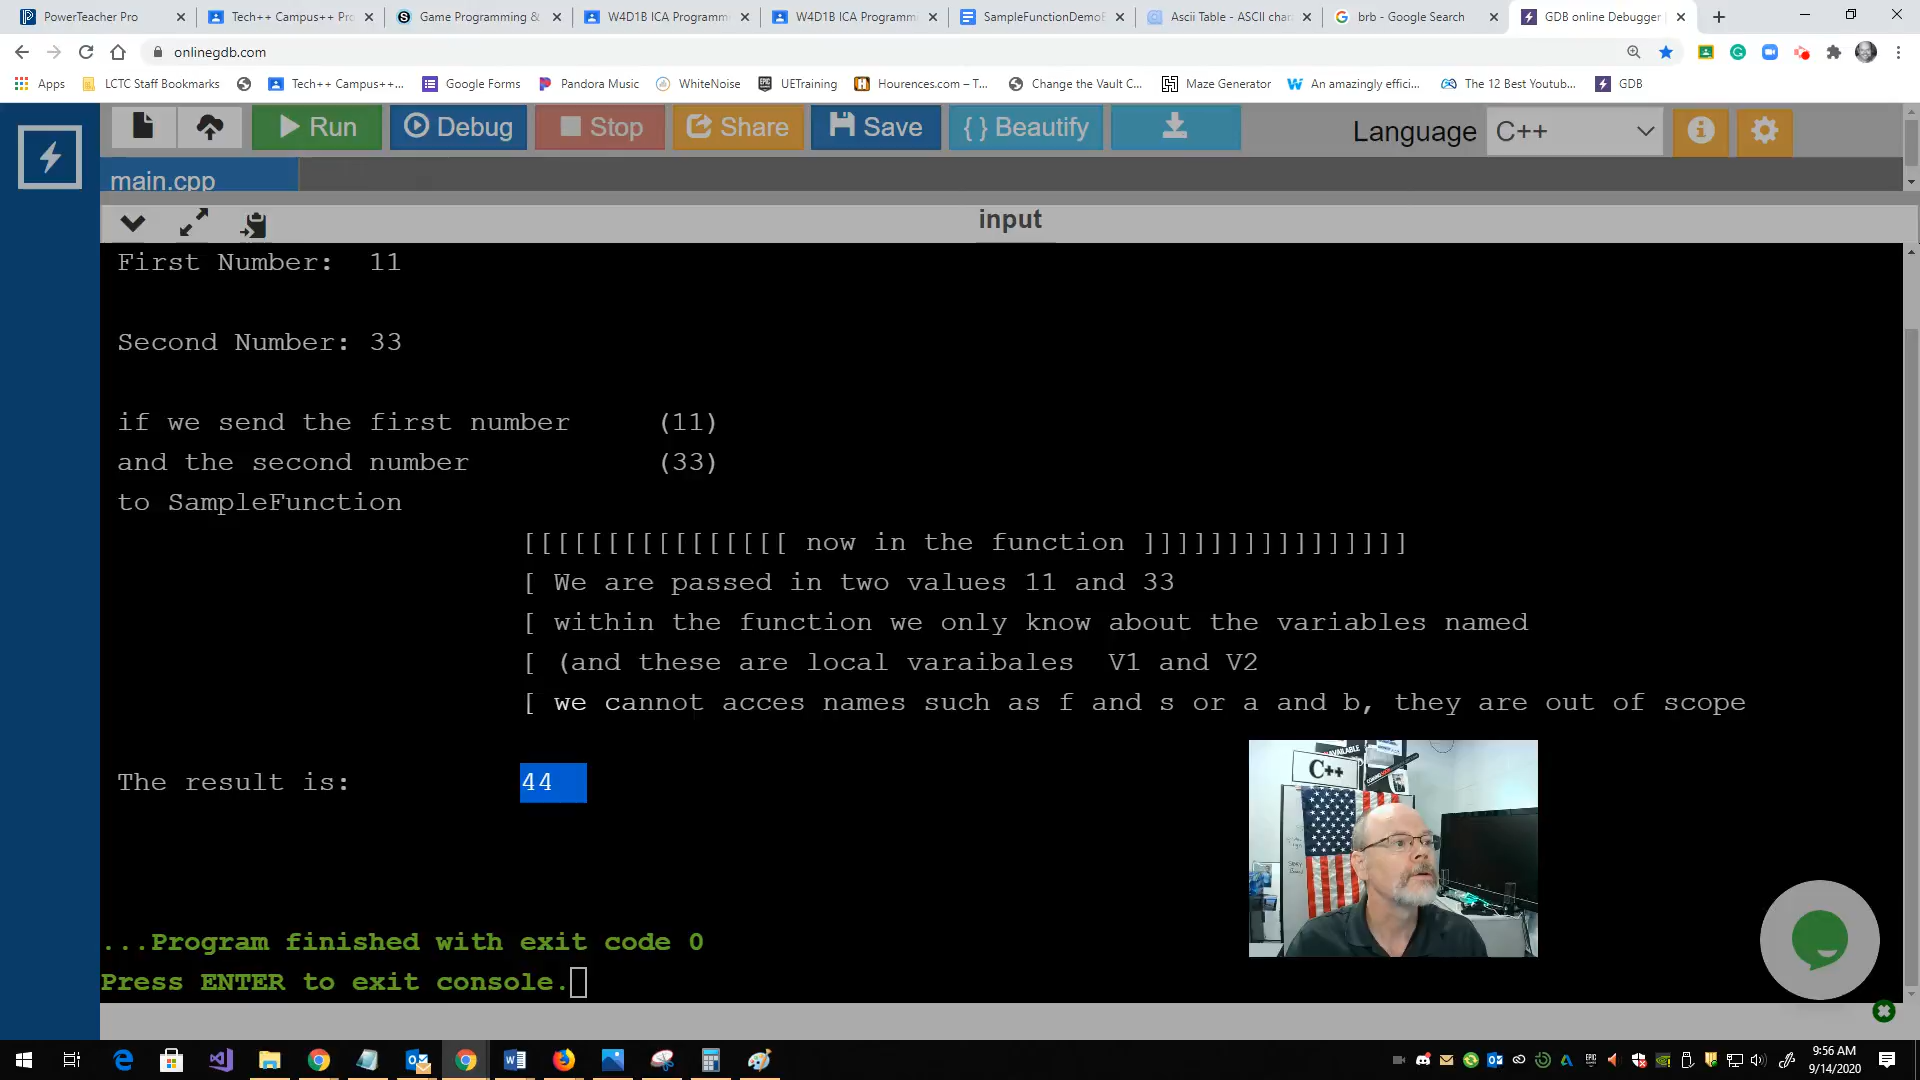 PowerTeacher Pro
Tech++ Campus++ Pr
Game Programming &
W4D1B ICA Programm
W4D1B ICA Programm
SampleFunctionDemo
Ascii Table - ASCII char
brb - Google Search
GDB online Debugger
onlinegdb.com
Apps
LCTC Staff Bookmarks
Tech++ Campus++...
Google Forms
Pandora Music
WhiteNoise
UETraining
Hourences.com – T...
Change the Vault C...
Maze Generator
An amazingly effici...
The 12 Best Youtub...
GDB
Run
Debug
Stop
Share
Save
{ } Beautify
Language
C++
main.cpp
input
First Number:  11
Second Number: 33
if we send the first number (11)
and the second number (33)
to SampleFunction
[[[[[[[[[[[[[[[[ now in the function ]]]]]]]]]]]]]]]]
[ We are passed in two values 11 and 33
[ within the function we only know about the variables named
[ (and these are local varaibales  V1 and V2
[ we cannot acces names such as f and s or a and b, they are out of scope
The result is: 44
C++
...Program finished with exit code 0
Press ENTER to exit console.
9:56 AM
9/14/2020